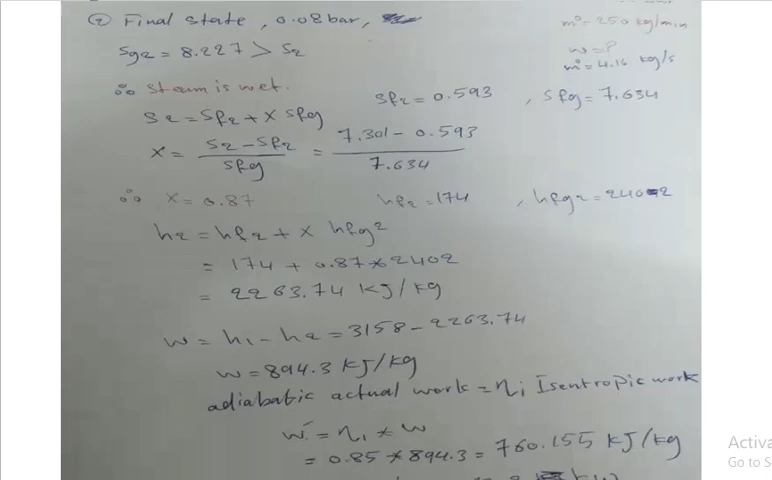 ② Final state, 0.08 bar,
m° = 250 kg/min
Sg2 = 8.227 > S2
w = ?
m° = 4.16 kg/s
∴ Steam is wet.
Sf2 = 0.593 , Sfg = 7.634
S2 = Sf2 + X Sfg
X = S2 - Sf2 / Sfg = 7.301 - 0.593 / 7.634
∴ X = 0.87
hf2 = 174 , hfg2 = 2402
h2 = hf2 + X hfg2
= 174 + 0.87 * 2402
= 2263.74 KJ/Kg
W = h1 - h2 = 3158 - 2263.74
W = 894.3 KJ/Kg
adiabatic actual work = ηi Isentropic work
W' = ηi * W
= 0.85 * 894.3 = 760.155 KJ/Kg
kW
Activa
Go to S